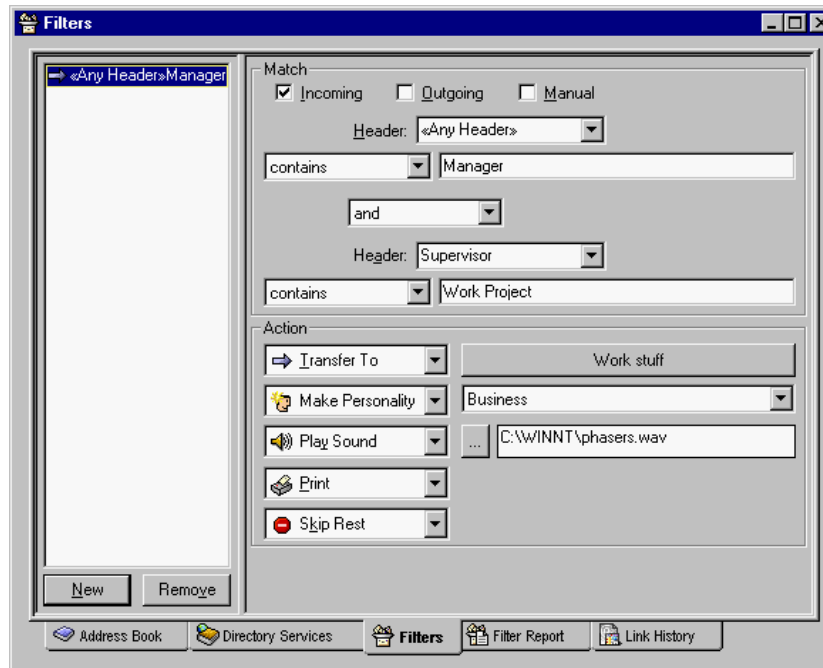 Filters
«Any Header»Manager
Match
Incoming Outgoing Manual
Header: «Any Header»
contains Manager
and
Header: Supervisor
contains Work Project
Action
Transfer To Work stuff
Make Personality Business
Play Sound ... C:\WINNT\phasers.wav
Print
Skip Rest
New Remove
Address Book Directory Services Filters Filter Report Link History